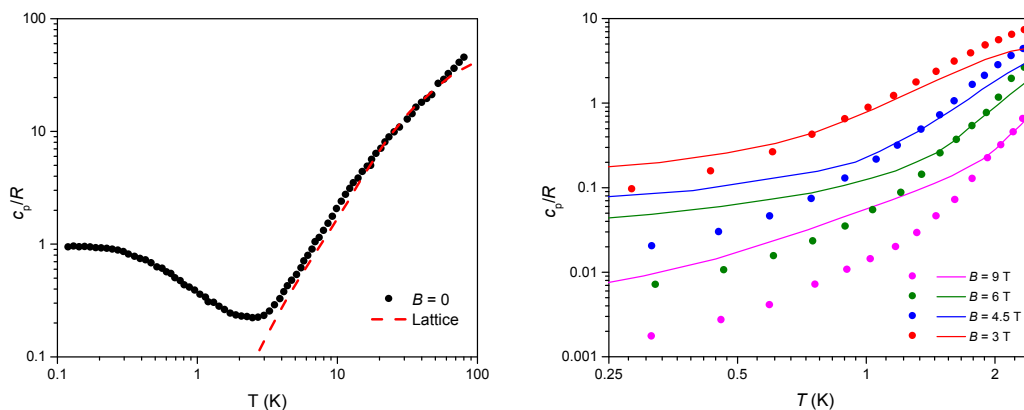 100
10
1
0.1
0.1
1
10
100
c_p/R
T (K)
B = 0
Lattice
10
1
0.1
0.01
0.001
0.25
0.5
1
2
c_p/R
T (K)
B = 9 T
B = 6 T
B = 4.5 T
B = 3 T